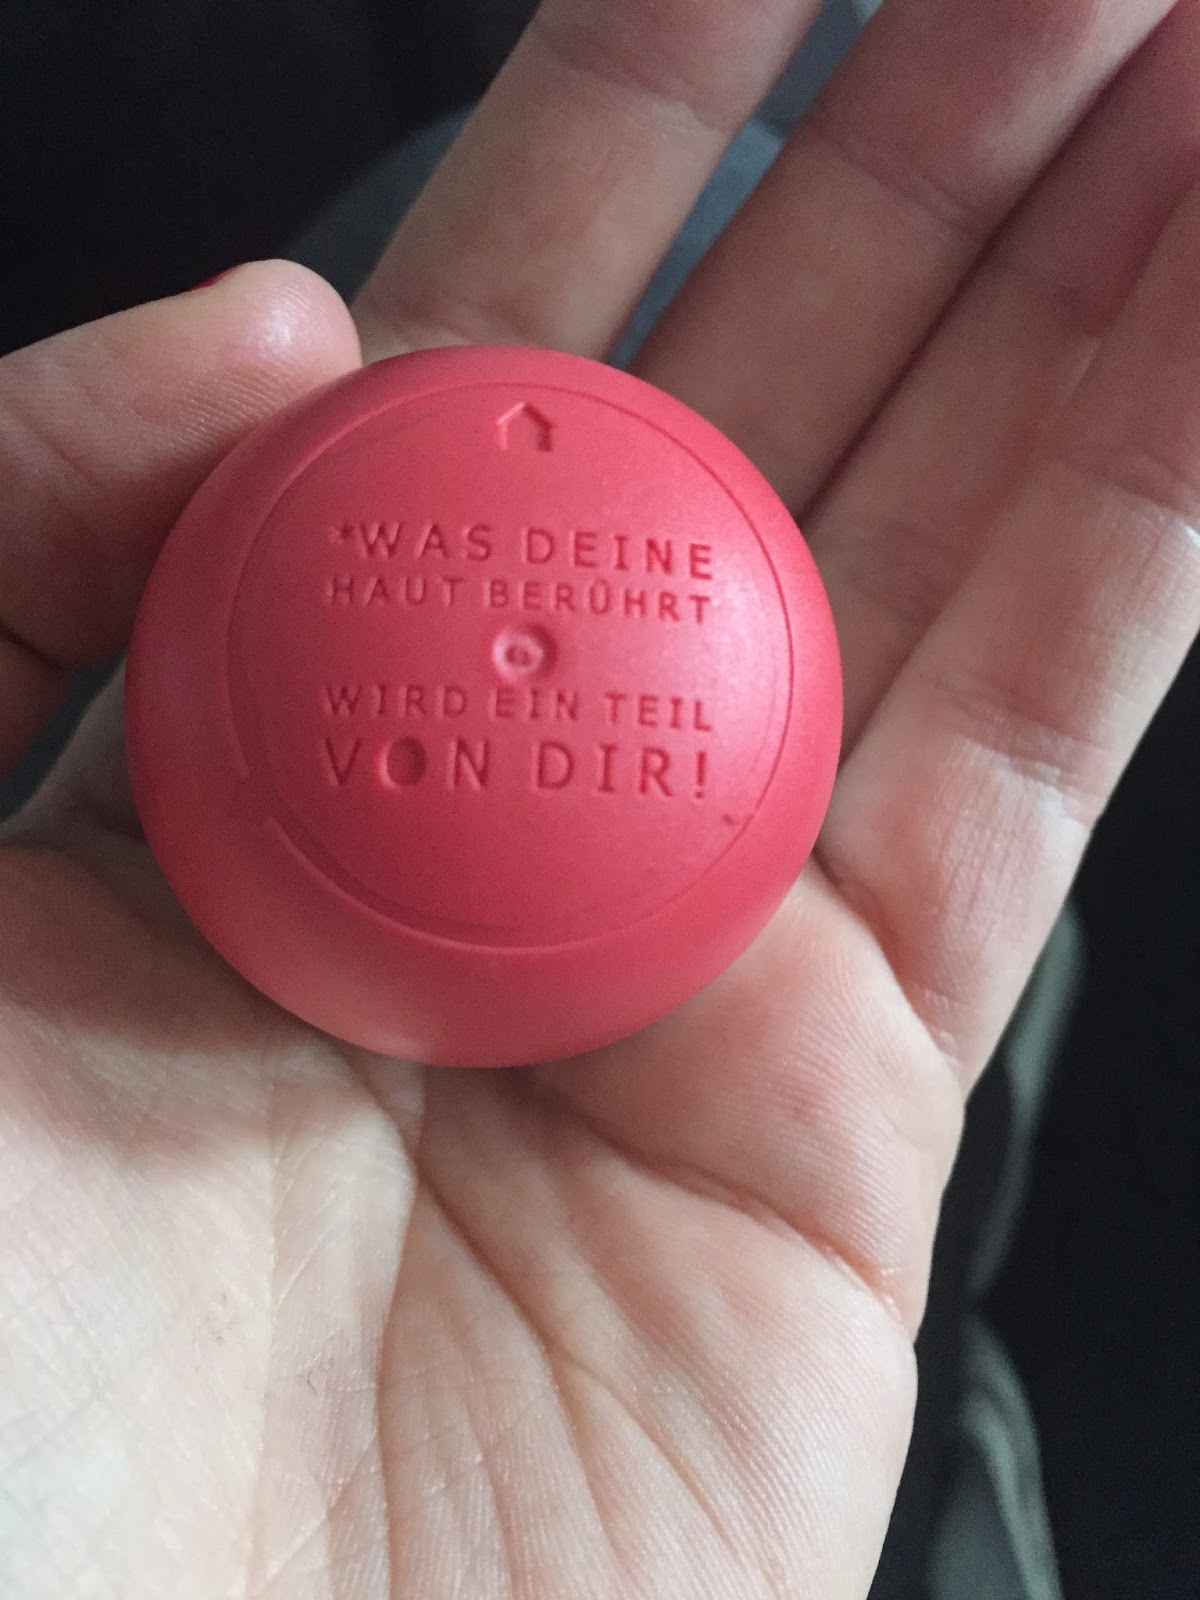 *WAS DEINE
HAUT BERÜHRT
WIRD EIN TEIL
VON DIR!